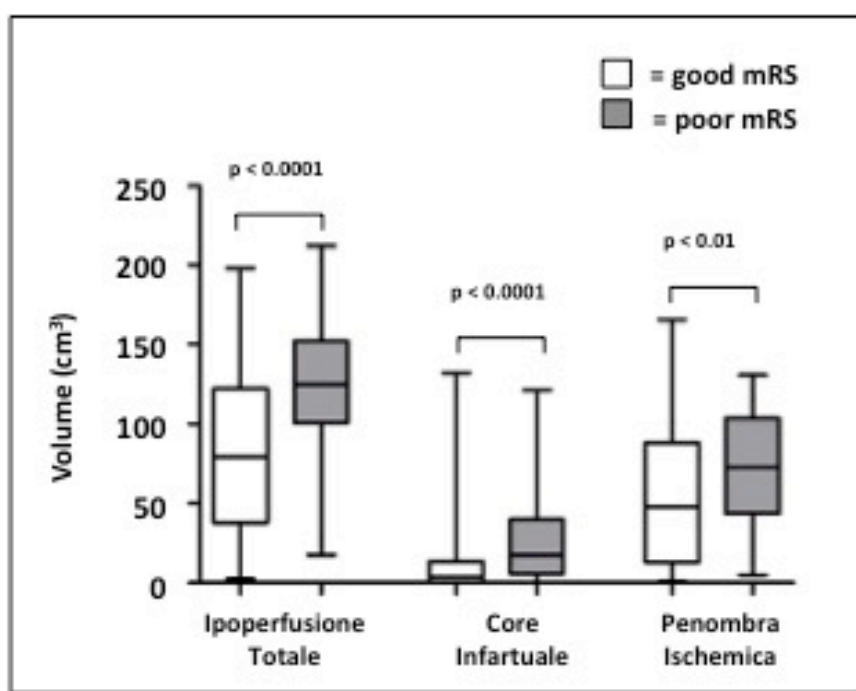 = good mRS
= poor mRS
p < 0.0001
p < 0.0001
p < 0.01
Volume (cm³)
250
200
150
100
50
0
Ipoperfusione
Totale
Core
Infartuale
Penombra
Ischemica